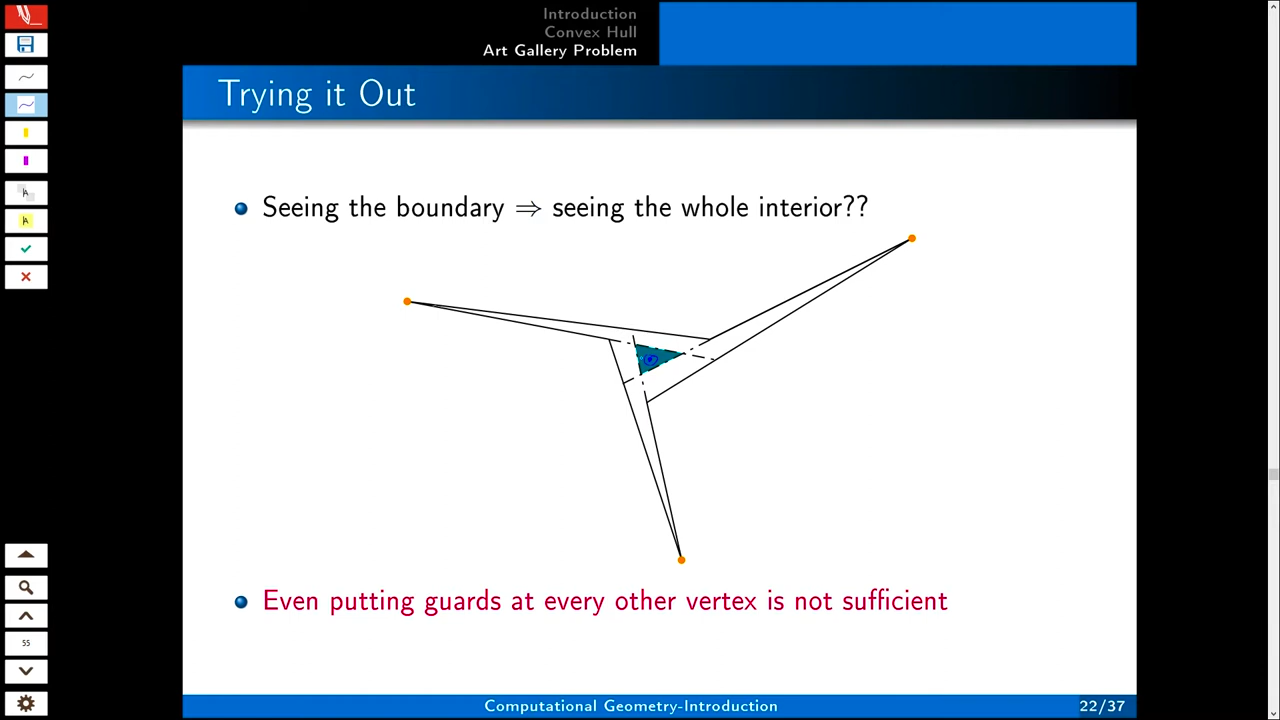 Introduction
Convex Hull
Art Gallery Problem
Trying it Out
Seeing the boundary ⇒ seeing the whole interior??
Even putting guards at every other vertex is not sufficient
A
A
55
Computational Geometry-Introduction
22/37